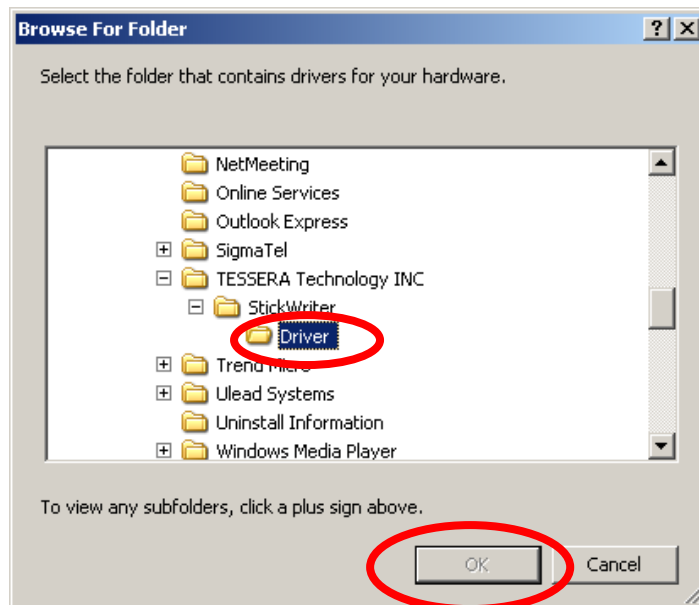 Browse For Folder
Select the folder that contains drivers for your hardware.
NetMeeting
Online Services
Outlook Express
SigmaTel
TESSERA Technology INC
StickWriter
Driver
Trend Micro
Ulead Systems
Uninstall Information
Windows Media Player
To view any subfolders, click a plus sign above.
OK Cancel